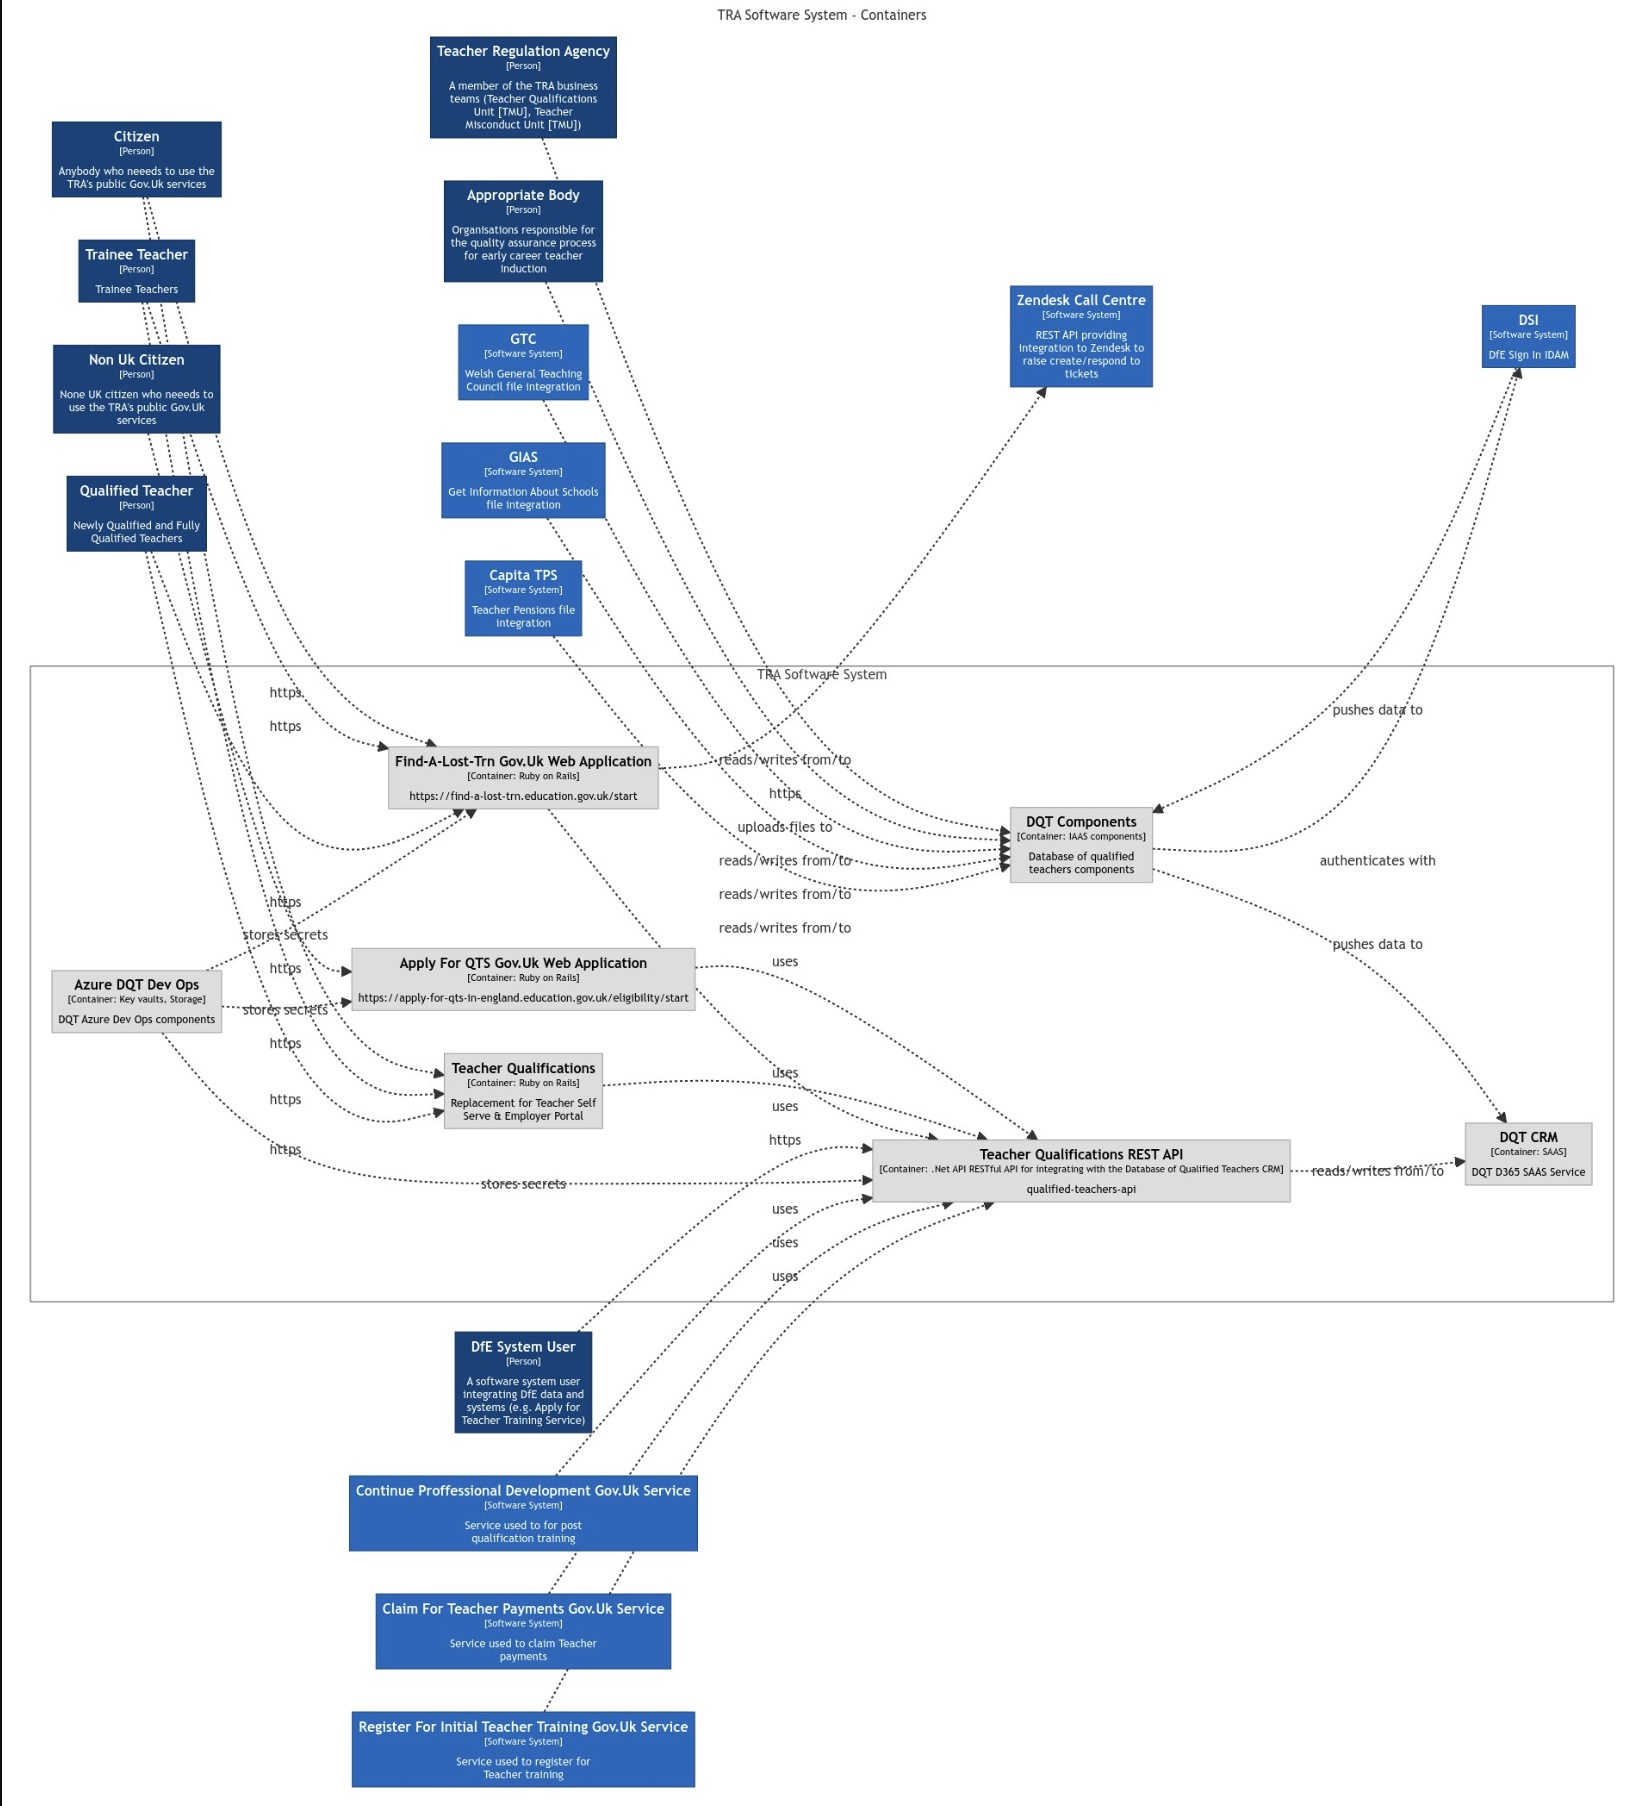 TRA Software System - Containers
Teacher Regulation Agency
[Person]
A member of the TRA business
teams (Teacher Qualifications
Unit [TMU], Teacher
Misconduct Unit [TMU])
Citizen
[Person]
Anybody who neeeds to use the
TRA's public Gov.Uk services
Appropriate Body
[Person]
Organisations responsible for
the quality assurance process
for early career teacher
induction
Trainee Teacher
[Person]
Trainee Teachers
Zendesk Call Centre
[Software System]
REST API providing
integration to Zendesk to
raise create/respond to
tickets
DSI
[Software System]
DfE Sign In IDAM
GTC
[Software System]
Welsh General Teaching
Council file integration
Non Uk Citizen
[Person]
None UK citizen who neeeds to
use the TRA's public Gov.Uk
services
GIAS
[Software System]
Get Information About Schools
file integration
Qualified Teacher
[Person]
Newly Qualified and Fully
Qualified Teachers
Capita TPS
[Software System]
Teacher Pensions file
integration
TRA Software System
https
https
pushes data to
Find-A-Lost-Trn Gov.Uk Web Application
[Container: Ruby on Rails]
https://find-a-lost-trn.education.gov.uk/start
reads/writes from/to
https
uploads files to
reads/writes from/to
reads/writes from/to
reads/writes from/to
DQT Components
[Container: IAAS components]
Database of qualified
teachers components
authenticates with
pushes data to
https
stores secrets
https
stores secrets
https
https
https
Azure DQT Dev Ops
[Container: Key vaults, Storage]
DQT Azure Dev Ops components
Apply For QTS Gov.Uk Web Application
[Container: Ruby on Rails]
https://apply-for-qts-in-england.education.gov.uk/eligibility/start
uses
Teacher Qualifications
[Container: Ruby on Rails]
Replacement for Teacher Self
Serve & Employer Portal
uses
uses
https
Teacher Qualifications REST API
[Container: .Net API RESTful API for integrating with the Database of Qualified Teachers CRM]
qualified-teachers-api
reads/writes from/to
DQT CRM
[Container: SAAS]
DQT D365 SAAS Service
stores secrets
uses
uses
uses
DfE System User
[Person]
A software system user
integrating DfE data and
systems (e.g. Apply for
Teacher Training Service)
Continue Proffessional Development Gov.Uk Service
[Software System]
Service used to for post
qualification training
Claim For Teacher Payments Gov.Uk Service
[Software System]
Service used to claim Teacher
payments
Register For Initial Teacher Training Gov.Uk Service
[Software System]
Service used to register for
Teacher training